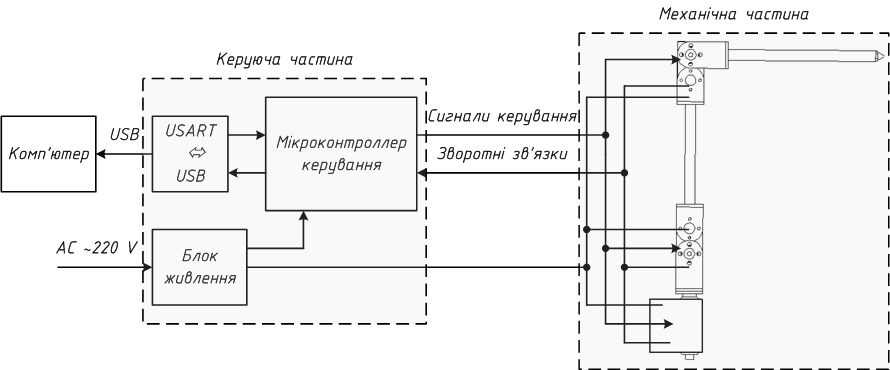 Механічна частина
Керуюча частина
Сигнали керування
USB
USART
⇔
USB
Мікроконтроллер
керування
Комп'ютер
Зворотні зв'язки
AC ~220 V
Блок
живлення